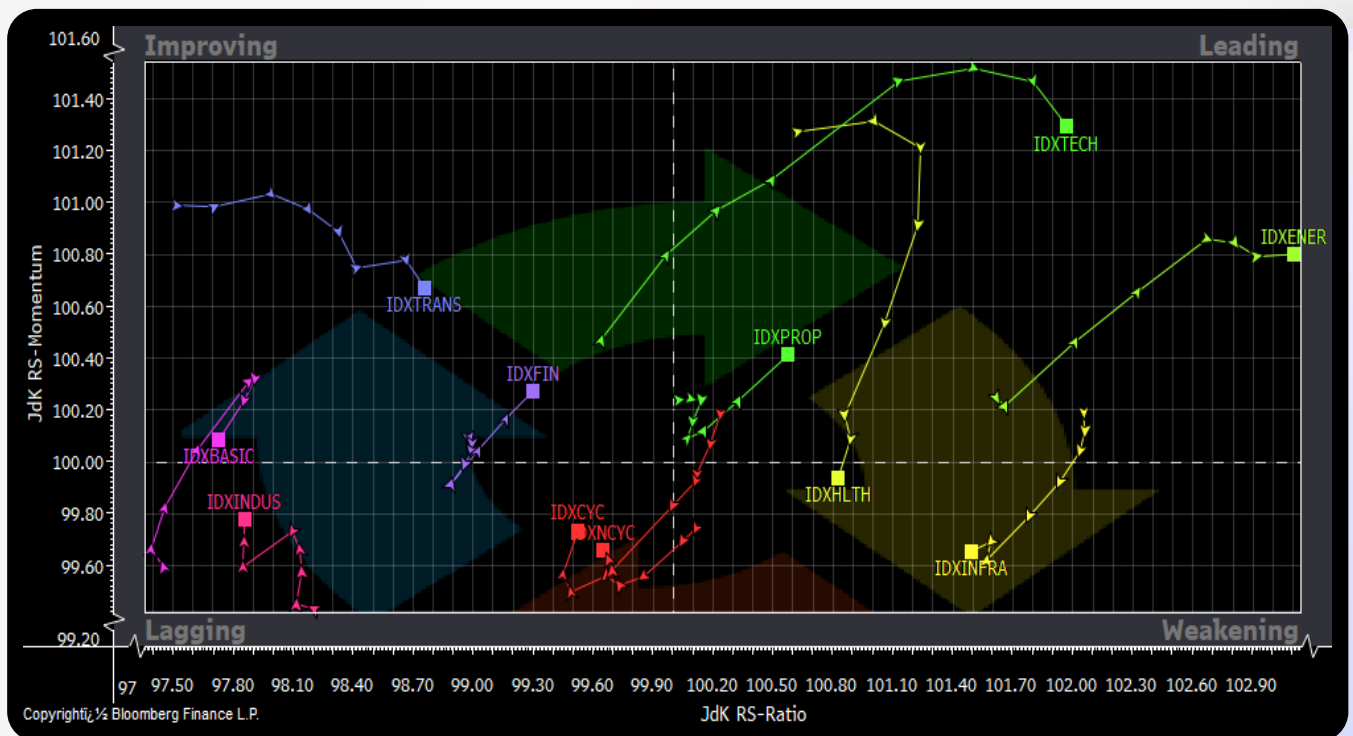 101.60
Improving
Leading
101.40
101.20
101.00
100.80
100.60
100.40
100.20
100.00
99.80
99.60
99.20
JdK RS-Momentum
IDXTECH
IDXENER
IDXTRANS
IDXPROP
IDXFIN
IDXBASIC
IDXINDUS
IDXHLTH
IDXCYC
DXNCYC
IDXINFRA
Lagging
Weakening
97 97.50 97.80 98.10 98.40 98.70 99.00 99.30 99.60 99.90 100.20 100.50 100.80 101.10 101.40 101.70 102.00 102.30 102.60 102.90
Copyrightï¿½ Bloomberg Finance L.P.
JdK RS-Ratio